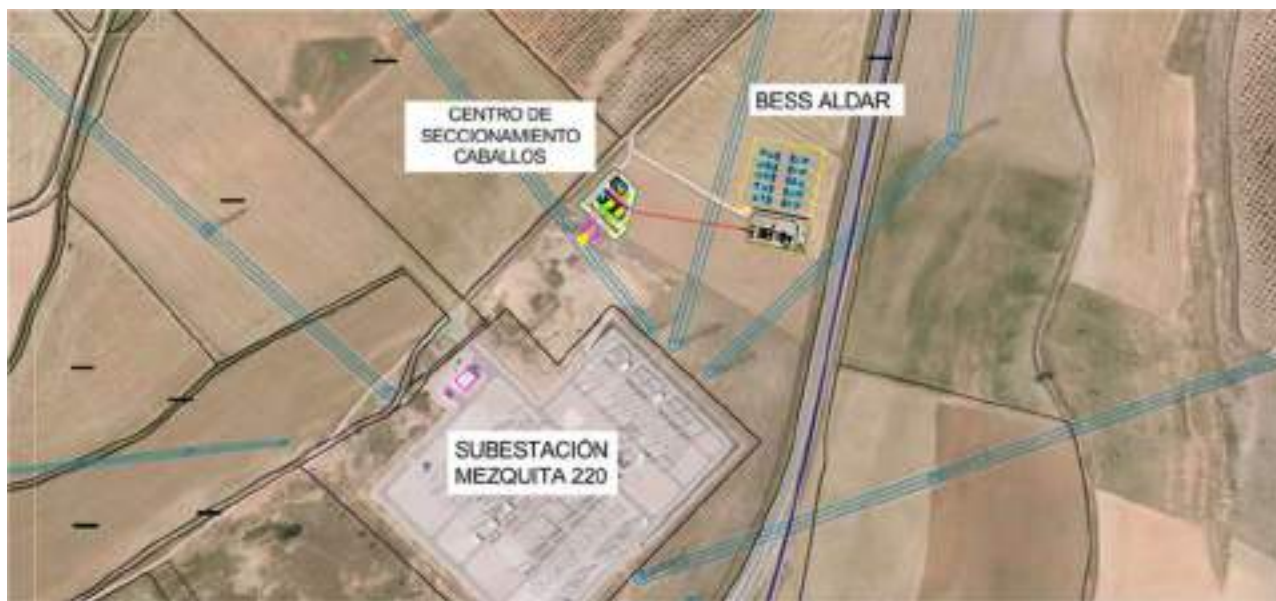 CENTRO DE
SECCIONAMIENTO
CABALLOS
BESS ALDAR
SUBESTACIÓN
MEZQUITA 220